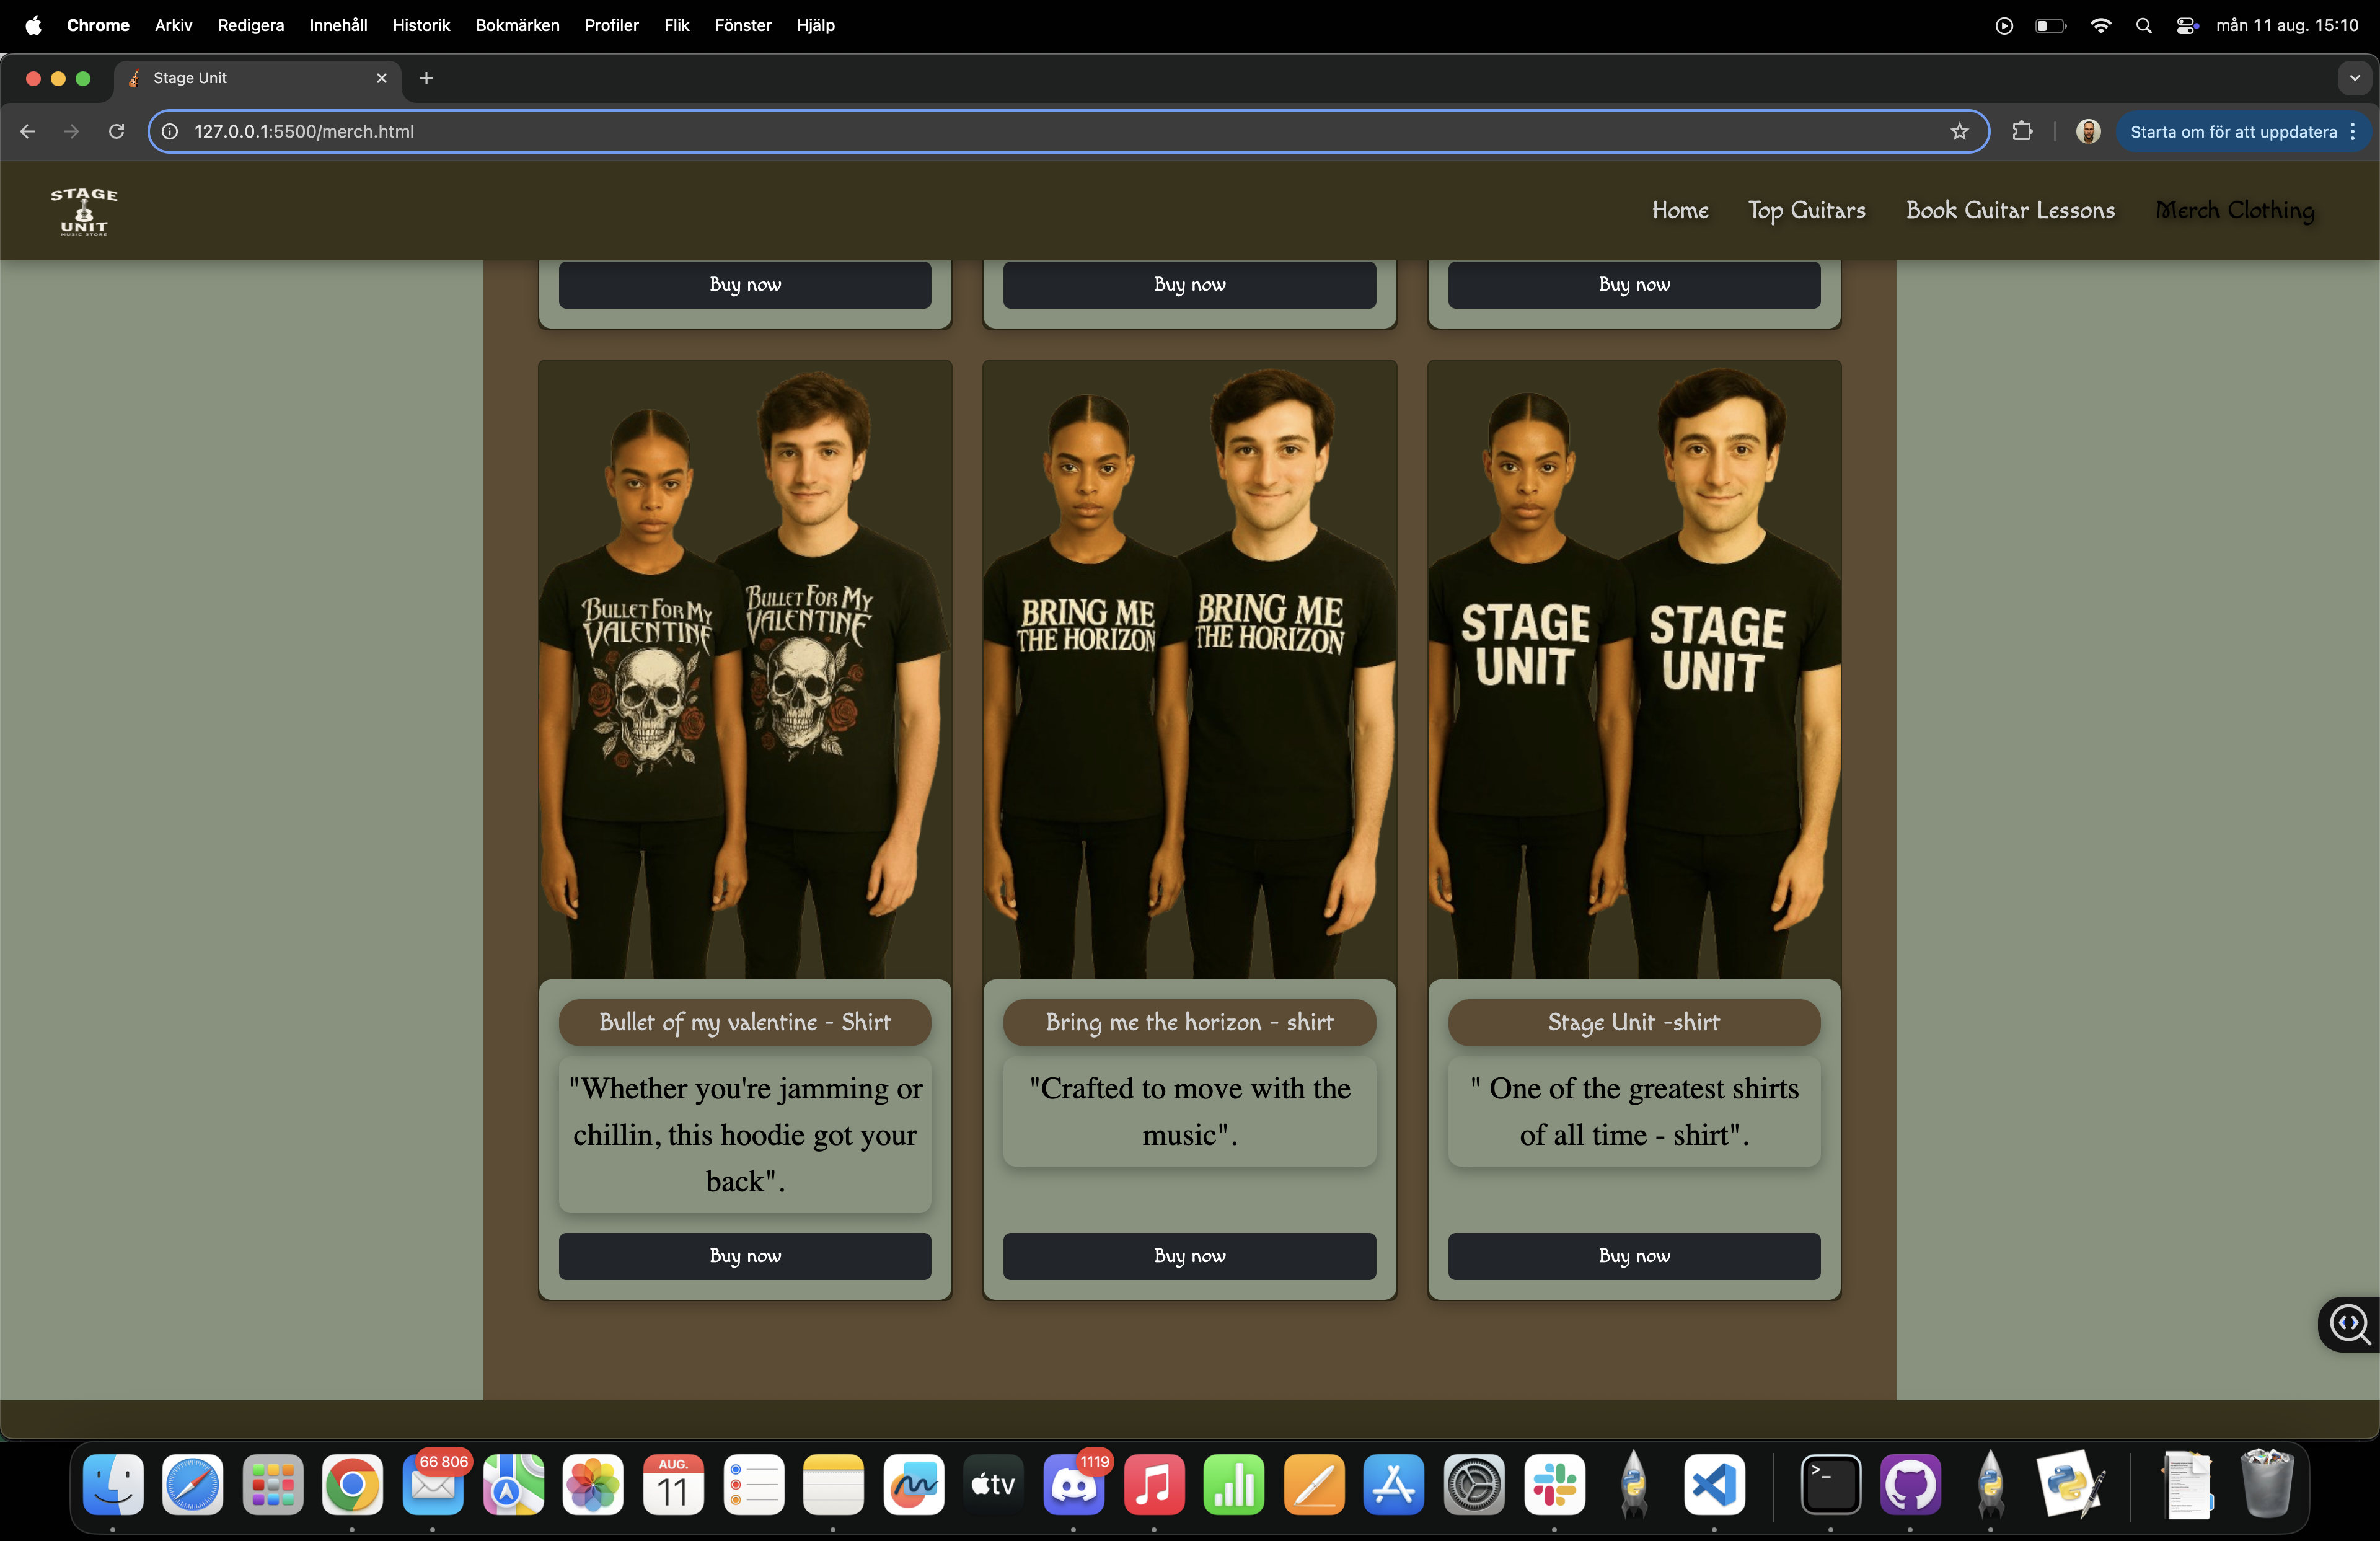 Chrome Arkiv Redigera Innehåll Historik Bokmärken Profiler Flik Fönster Hjälp mån 11 aug. 15:10
Stage Unit
127.0.0.1:5500/merch.html Starta om för att uppdatera
STAGE
UNIT
MUSIC STORE
Home Top Guitars Book Guitar Lessons Merch Clothing
Buy now Buy now Buy now
BULLET FOR MY
VALENTINE
BULLET FOR MY
VALENTINE
BRING ME
THE HORIZON
BRING ME
THE HORIZON
STAGE
UNIT
STAGE
UNIT
Bullet of my valentine - Shirt
"Whether you're jamming or
chillin, this hoodie got your
back".
Buy now
Bring me the horizon - shirt
"Crafted to move with the
music".
Buy now
Stage Unit -shirt
" One of the greatest shirts
of all time - shirt".
Buy now
66 806
AUG.
11
tv
1119
>_